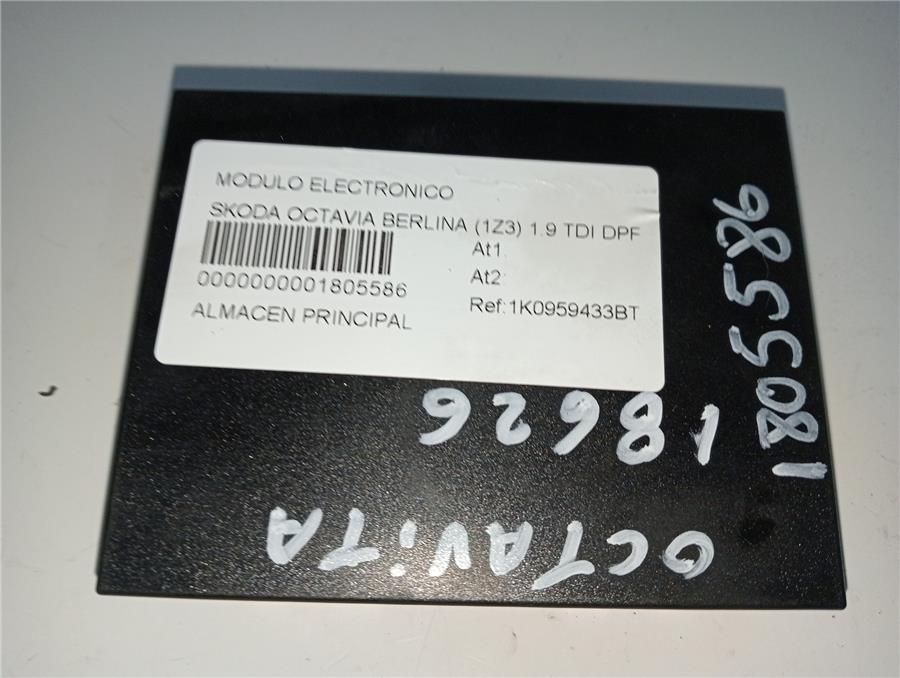 MODULO ELECTRONICO
SKODA OCTAVIA BERLINA (1Z3) 1.9 TDI DPF
At1:
0000000001805586
At2:
Ref:1K0959433BT
ALMACEN PRINCIPAL
1805586
18626
OCTAViTA